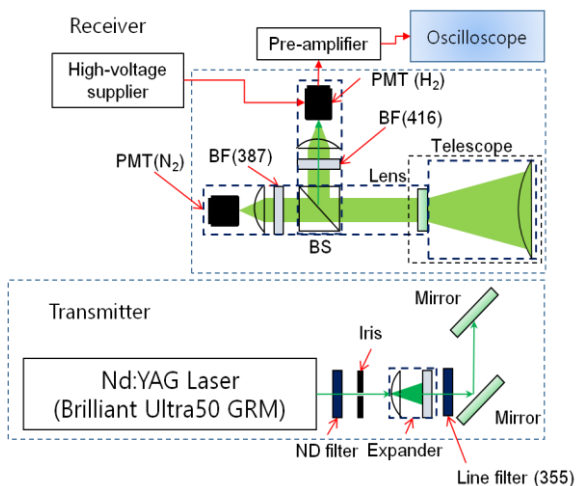 Receiver
Pre-amplifier
Oscilloscope
High-voltage
supplier
PMT (H₂)
BF(416)
PMT(N₂)
BF(387)
Lens
Telescope
BS
Transmitter
Mirror
Iris
Nd:YAG Laser
(Brilliant Ultra50 GRM)
Mirror
ND filter
Expander
Line filter (355)